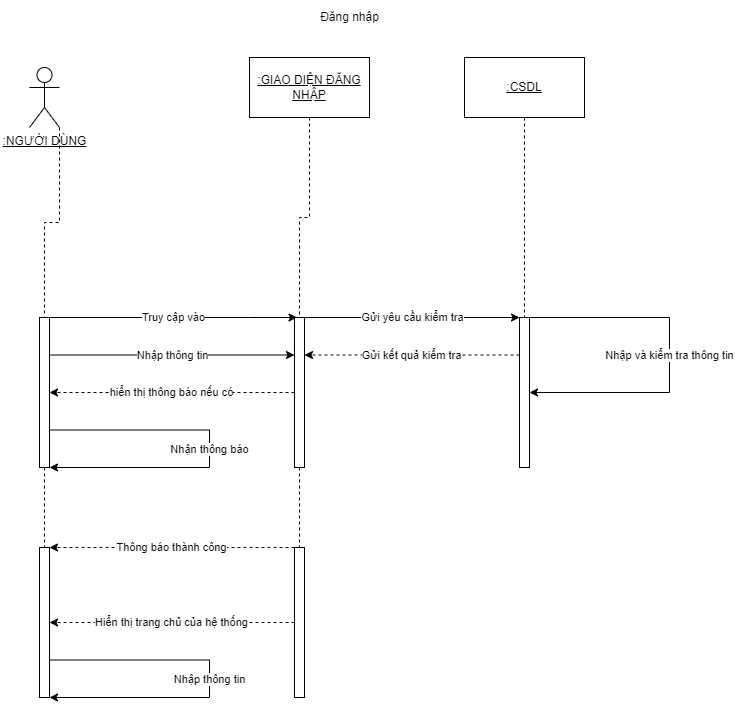 Đăng nhập
:NGƯỜI DÙNG
:GIAO DIỆN ĐĂNG
NHẬP
:CSDL
Truy cập vào
Gửi yêu cầu kiểm tra
Nhập thông tin
Gửi kết quả kiểm tra
Nhập và kiểm tra thông tin
hiển thị thông báo nếu có
Nhận thông báo
Thông báo thành công
Hiển thị trang chủ của hệ thống
Nhập thông tin